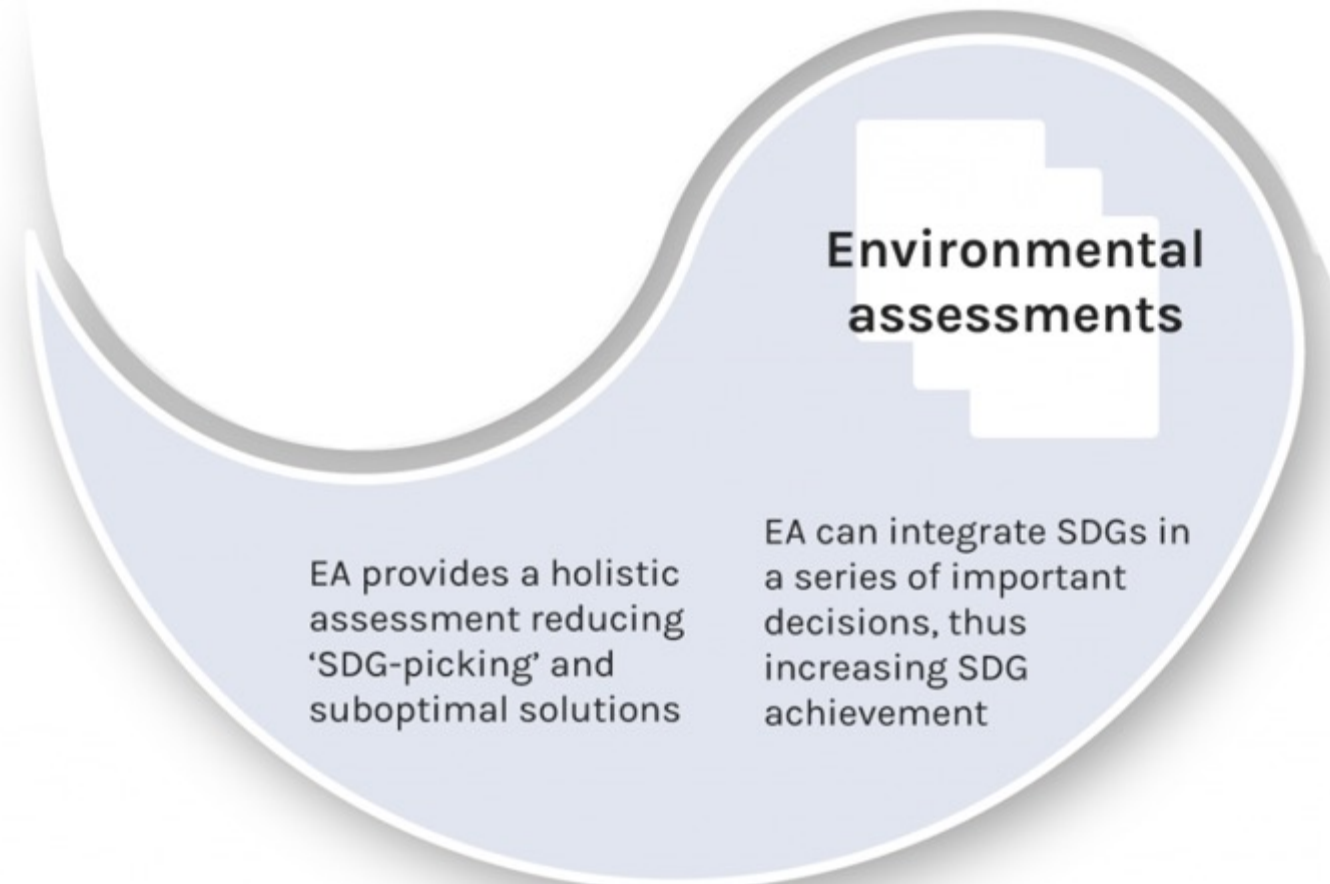 Environmental
assessments
EA provides a holistic
assessment reducing
‘SDG-picking’ and
suboptimal solutions
EA can integrate SDGs in
a series of important
decisions, thus
increasing SDG
achievement